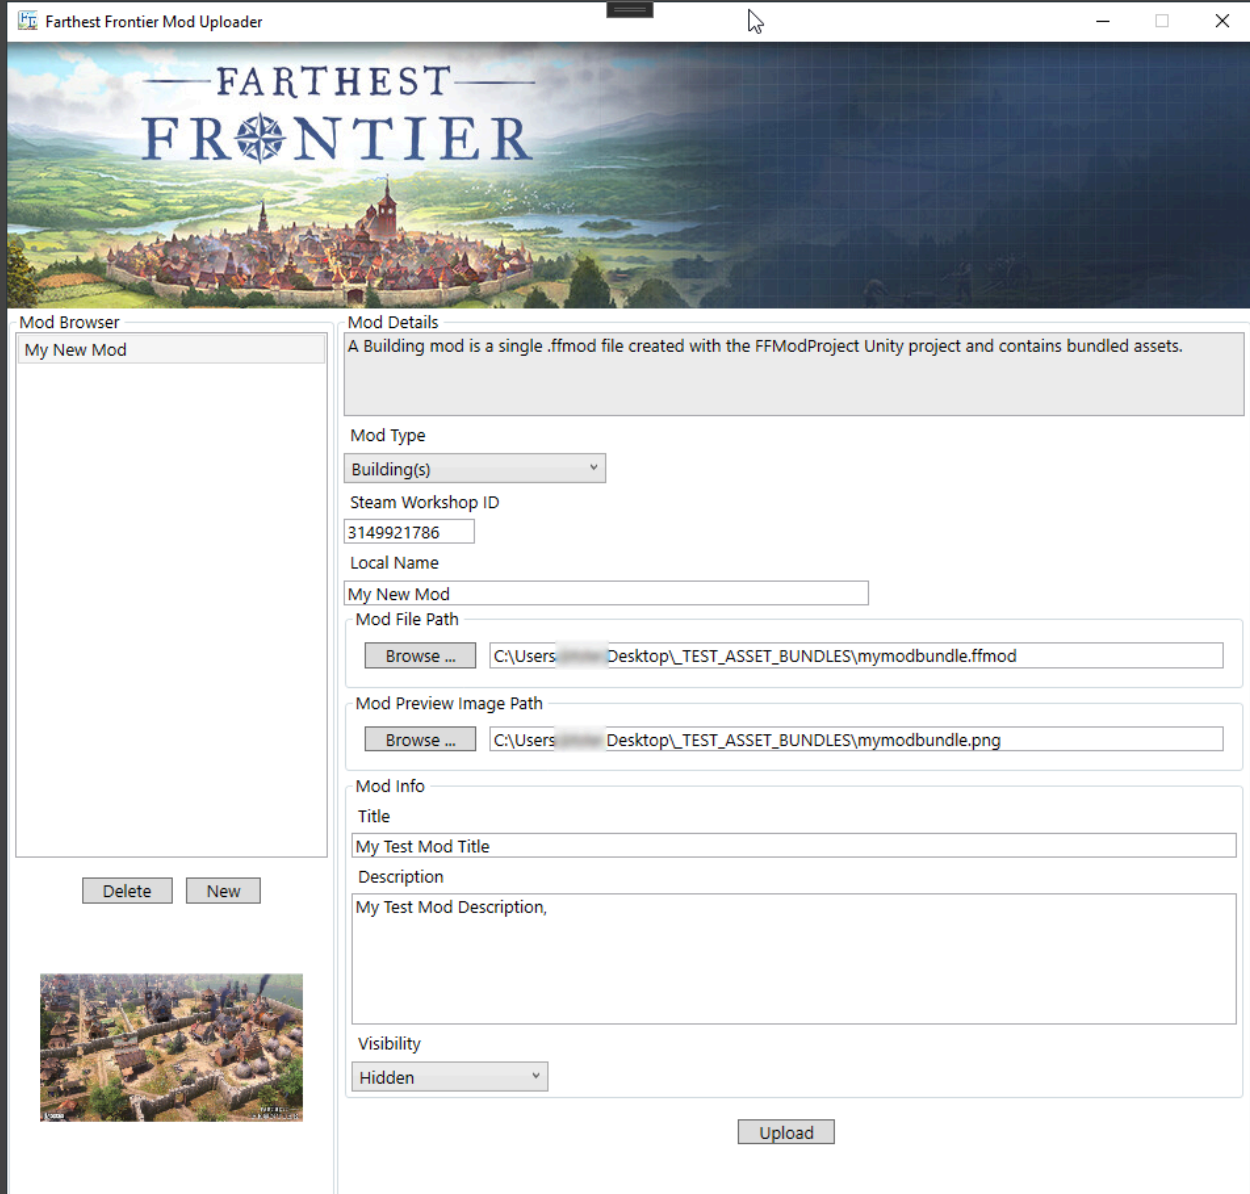 Farthest Frontier Mod Uploader
FARTHEST
FRONTIER
Mod Browser
My New Mod
Delete
New
Mod Details
A Building mod is a single .ffmod file created with the FFModProject Unity project and contains bundled assets.
Mod Type
Building(s)
Steam Workshop ID
3149921786
Local Name
My New Mod
Mod File Path
Browse ...
C:\Users Desktop\_TEST_ASSET_BUNDLES\mymodbundle.ffmod
Mod Preview Image Path
Browse ...
C:\Users Desktop\_TEST_ASSET_BUNDLES\mymodbundle.png
Mod Info
Title
My Test Mod Title
Description
My Test Mod Description,
Visibility
Hidden
Upload